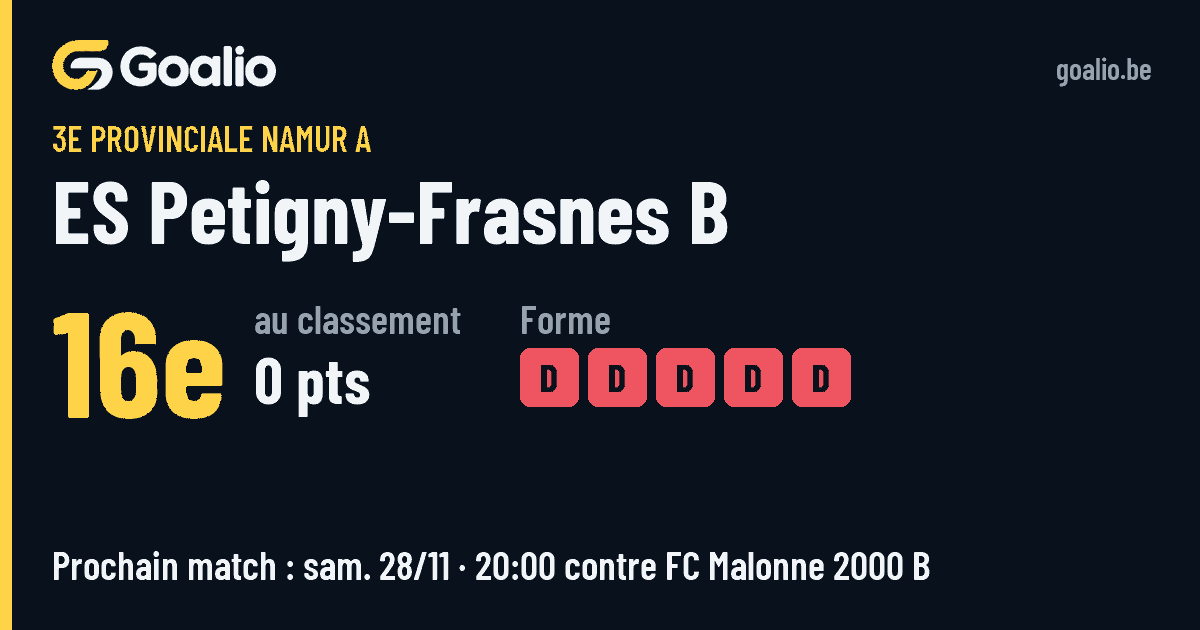 Goalio
goalio.be
3E PROVINCIALE NAMUR A
ES Petigny-Frasnes B
16e
au classement
0 pts
Forme
D D D D D
Prochain match : sam. 28/11 · 20:00 contre FC Malonne 2000 B